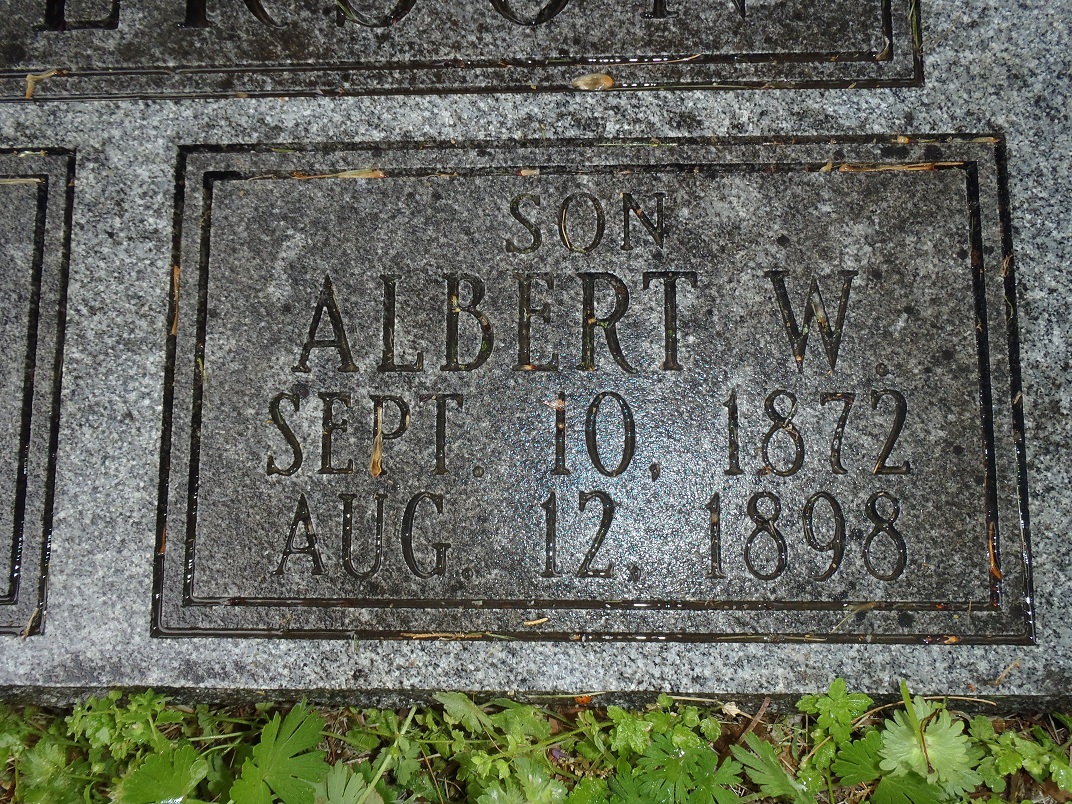 SON
ALBERT W.
SEPT. 10, 1872
AUG. 12, 1898